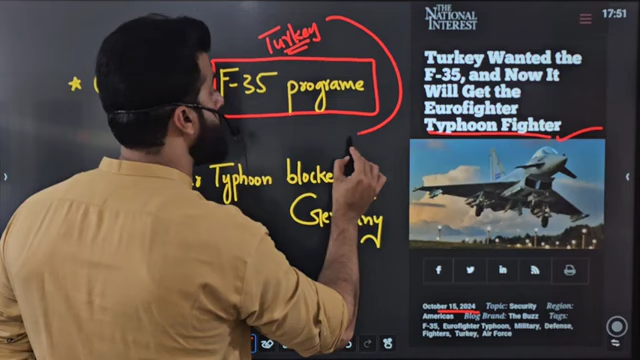 Turkey
★ F-35 programe
Typhoon blocke
Germany
THE
NATIONAL
INTEREST
17:51
Turkey Wanted the
F-35, and Now It
Will Get the
Eurofighter
Typhoon Fighter
October 15, 2024 Topic: Security Region:
Americas Blog Brand: The Buzz Tags:
F-35, Eurofighter Typhoon, Military, Defense,
Fighters, Turkey, Air Force